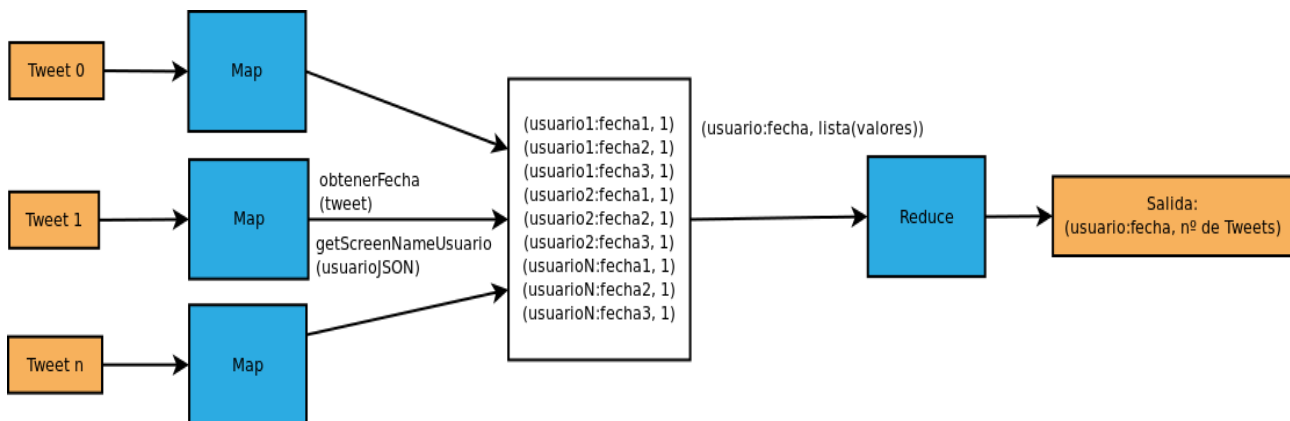 Tweet 0
Map
Tweet 1
Map
obtenerFecha
(tweet)
getScreenNameUsuario
(usuarioJSON)
Tweet n
Map
(usuario1:fecha1, 1)
(usuario1:fecha2, 1)
(usuario1:fecha3, 1)
(usuario2:fecha1, 1)
(usuario2:fecha2, 1)
(usuario2:fecha3, 1)
(usuarioN:fecha1, 1)
(usuarioN:fecha2, 1)
(usuarioN:fecha3, 1)
(usuario:fecha, lista(valores))
Reduce
Salida:
(usuario:fecha, nº de Tweets)